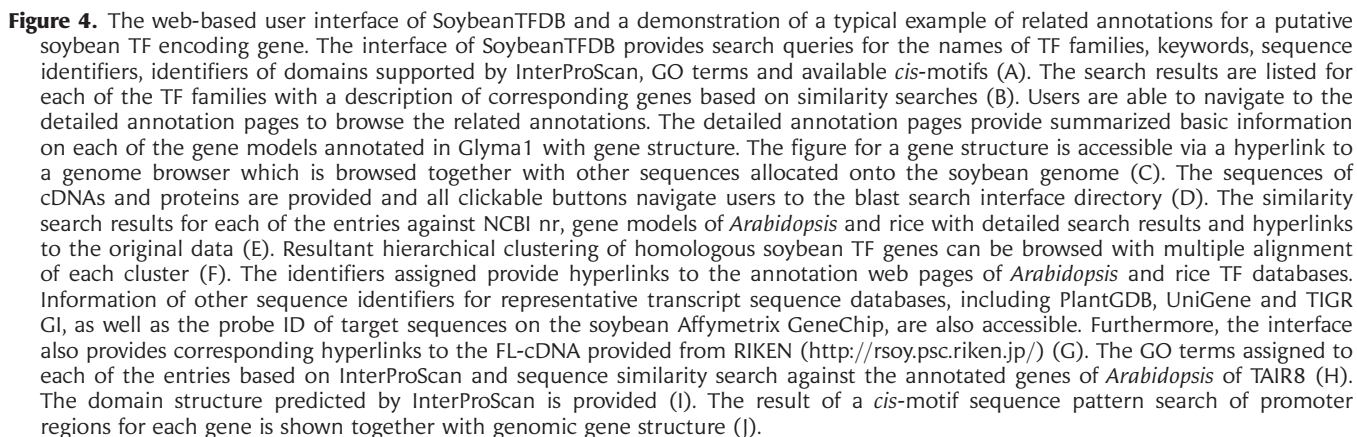 Figure 4. The web-based user interface of SoybeanTFDB and a demonstration of a typical example of related annotations for a putative
soybean TF encoding gene. The interface of SoybeanTFDB provides search queries for the names of TF families, keywords, sequence
identifiers, identifiers of domains supported by InterProScan, GO terms and available cis-motifs (A). The search results are listed for
each of the TF families with a description of corresponding genes based on similarity searches (B). Users are able to navigate to the
detailed annotation pages to browse the related annotations. The detailed annotation pages provide summarized basic information
on each of the gene models annotated in Glyma1 with gene structure. The figure for a gene structure is accessible via a hyperlink to
a genome browser which is browsed together with other sequences allocated onto the soybean genome (C). The sequences of
cDNAs and proteins are provided and all clickable buttons navigate users to the blast search interface directory (D). The similarity
search results for each of the entries against NCBI nr, gene models of Arabidopsis and rice with detailed search results and hyperlinks
to the original data (E). Resultant hierarchical clustering of homologous soybean TF genes can be browsed with multiple alignment
of each cluster (F). The identifiers assigned provide hyperlinks to the annotation web pages of Arabidopsis and rice TF databases.
Information of other sequence identifiers for representative transcript sequence databases, including PlantGDB, UniGene and TIGR
GI, as well as the probe ID of target sequences on the soybean Affymetrix GeneChip, are also accessible. Furthermore, the interface
also provides corresponding hyperlinks to the FL-cDNA provided from RIKEN (http://rsoy.psc.riken.jp/) (G). The GO terms assigned to
each of the entries based on InterProScan and sequence similarity search against the annotated genes of Arabidopsis of TAIR8 (H).
The domain structure predicted by InterProScan is provided (I). The result of a cis-motif sequence pattern search of promoter
regions for each gene is shown together with genomic gene structure (J).